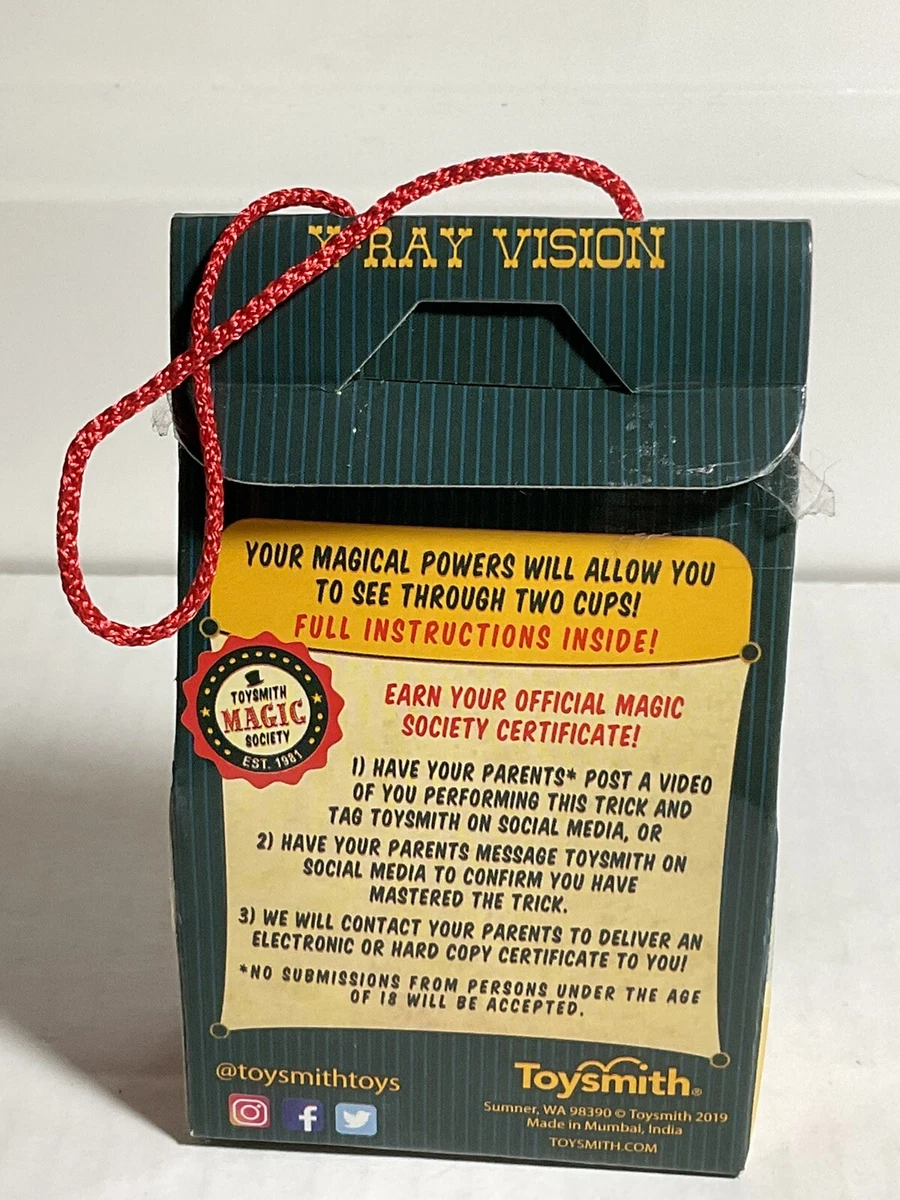 X-RAY VISION
YOUR MAGICAL POWERS WILL ALLOW YOU
TO SEE THROUGH TWO CUPS!
FULL INSTRUCTIONS INSIDE!
TOYSMITH
MAGIC
SOCIETY
EST. 1981
EARN YOUR OFFICIAL MAGIC
SOCIETY CERTIFICATE!
1) HAVE YOUR PARENTS* POST A VIDEO
OF YOU PERFORMING THIS TRICK AND
TAG TOYSMITH ON SOCIAL MEDIA, OR
2) HAVE YOUR PARENTS MESSAGE TOYSMITH ON
SOCIAL MEDIA TO CONFIRM YOU HAVE
MASTERED THE TRICK.
3) WE WILL CONTACT YOUR PARENTS TO DELIVER AN
ELECTRONIC OR HARD COPY CERTIFICATE TO YOU!
*NO SUBMISSIONS FROM PERSONS UNDER THE AGE
OF 18 WILL BE ACCEPTED.
@toysmithtoys
Toysmith®
Sumner, WA 98390 © Toysmith 2019
Made in Mumbai, India
TOYSMITH.COM